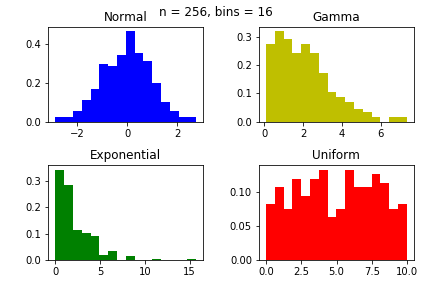 n = 256, bins = 16
Normal
0.4
0.2
0.0
−2 0 2
Gamma
0.3
0.2
0.1
0.0
0 2 4 6
Exponential
0.3
0.2
0.1
0.0
0 5 10 15
Uniform
0.10
0.05
0.00
0.0 2.5 5.0 7.5 10.0